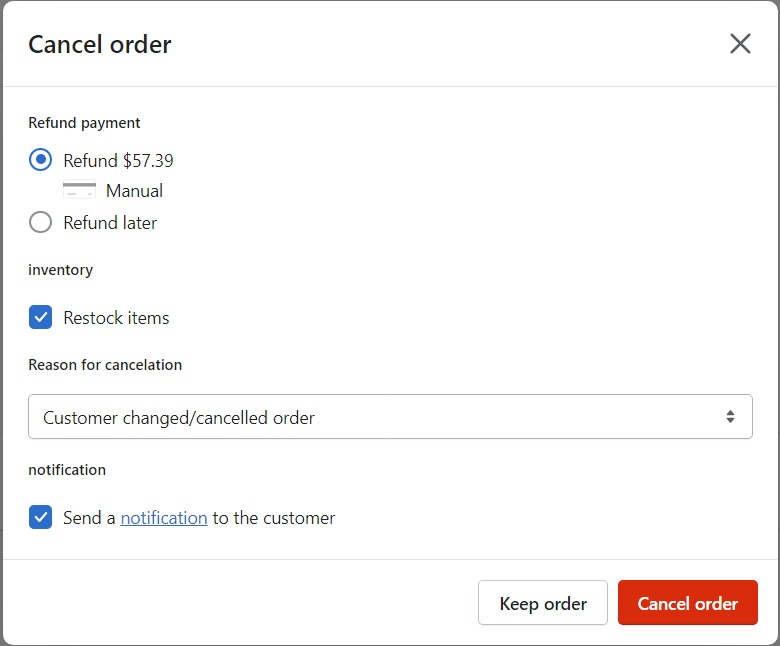 Cancel order
Refund payment
Refund $57.39
Manual
Refund later
inventory
Restock items
Reason for cancelation
Customer changed/cancelled order
notification
Send a notification to the customer
Keep order
Cancel order